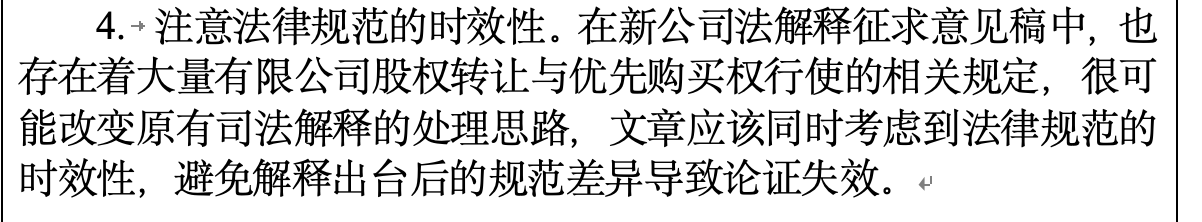 4. 注意法律规范的时效性。在新公司法解释征求意见稿中，也
存在着大量有限公司股权转让与优先购买权行使的相关规定，很可
能改变原有司法解释的处理思路，文章应该同时考虑到法律规范的
时效性，避免解释出台后的规范差异导致论证失效。